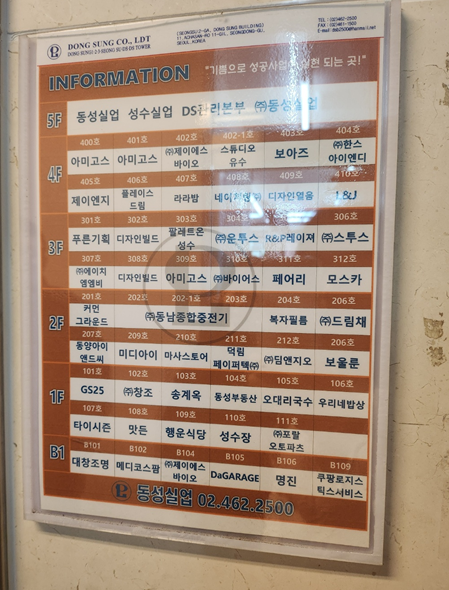 DONG SUNG CO., LDT
SEOUL, KOREA
INFORMATION
"기쁨으로 성공사업이 실현 되는 곳!"
5F
동성실업 성수실업 DS관리본부 ㈜동성실업
400호 401호 402호 402-1호 403호 404호
4F
아미고스 아미고스 ㈜제이에스바이오 스튜디오유수 보아즈 ㈜한스아이앤디
405호 406호 407호 408호 409호 410호
제이엔지 플레이스드림 라라밤 디자인열움 L&J
301호 302호 303호 304호 306호
3F
푸른기획 디자인빌드 팔레트온성수 ㈜운투스 R&P레이져 ㈜스투스
307호 308호 309호 310호 311호 312호
㈜에이치엠엠비 디자인빌드 아미고스 ㈜바이어스 페어리 모스카
201호 202호 202-1호 203호 204호 206호
2F
커먼그라운드 ㈜동남종합중전기 복자필름 ㈜드림채
207호 209호 210호 211호 212호 206호
동양아이앤드씨 미디어아이 마사스토어 덕림페이퍼텍㈜ ㈜딤앤지오 보울룬
101호 102호 103호 104호 105호 106호
1F
GS25 ㈜창조 송계옥 동성부동산 오대리국수 우리네밥상
107호 108호 109호 110호 111호
타이시즌 맛든 행운식당 성수장 ㈜포랄오토파츠
B101 B102 B104 B105 B106 B109
B1
대창조명 메디코스팜 ㈜제이에스바이오 DaGARAGE 명진 쿠팡로지스틱스서비스
동성실업 02.462.2500